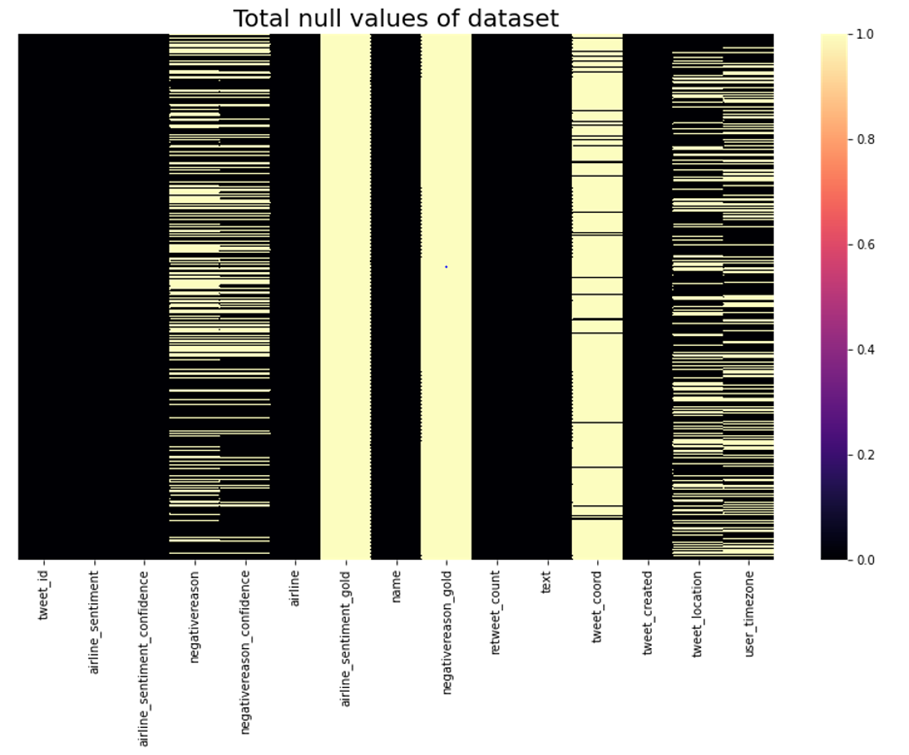 Total null values of dataset
1.0
0.8
0.6
0.4
0.2
0.0
tweet_id
airline_sentiment
airline_sentiment_confidence
negativereason
negativereason_confidence
airline
airline_sentiment_gold
name
negativereason_gold
retweet_count
text
tweet_coord
tweet_created
tweet_location
user_timezone